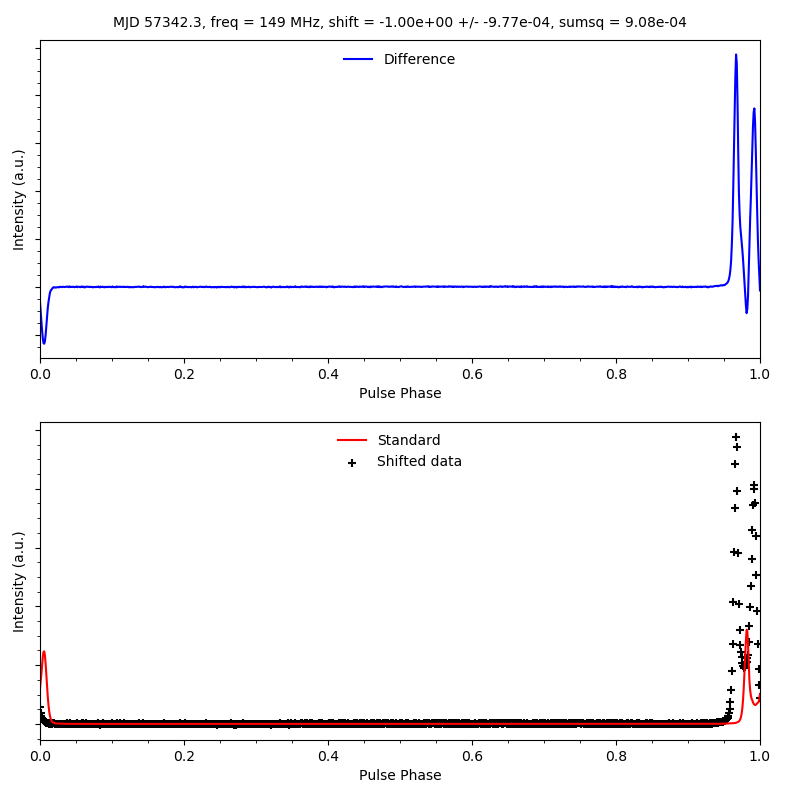 MJD 57342.3, freq = 149 MHz, shift = -1.00e+00 +/- -9.77e-04, sumsq = 9.08e-04
Difference
Intensity (a.u.)
0.0 0.2 0.4 0.6 0.8 1.0
Pulse Phase
Standard
Shifted data
Intensity (a.u.)
0.0 0.2 0.4 0.6 0.8 1.0
Pulse Phase